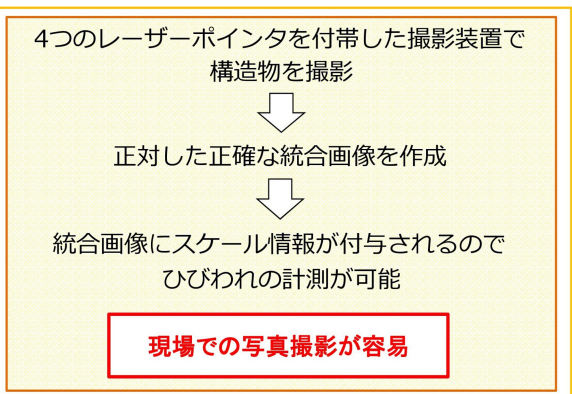 4つのレーザーポインタを付帯した撮影装置で
構造物を撮影
正対した正確な統合画像を作成
統合画像にスケール情報が付与されるので
ひびわれの計測が可能
現場での写真撮影が容易